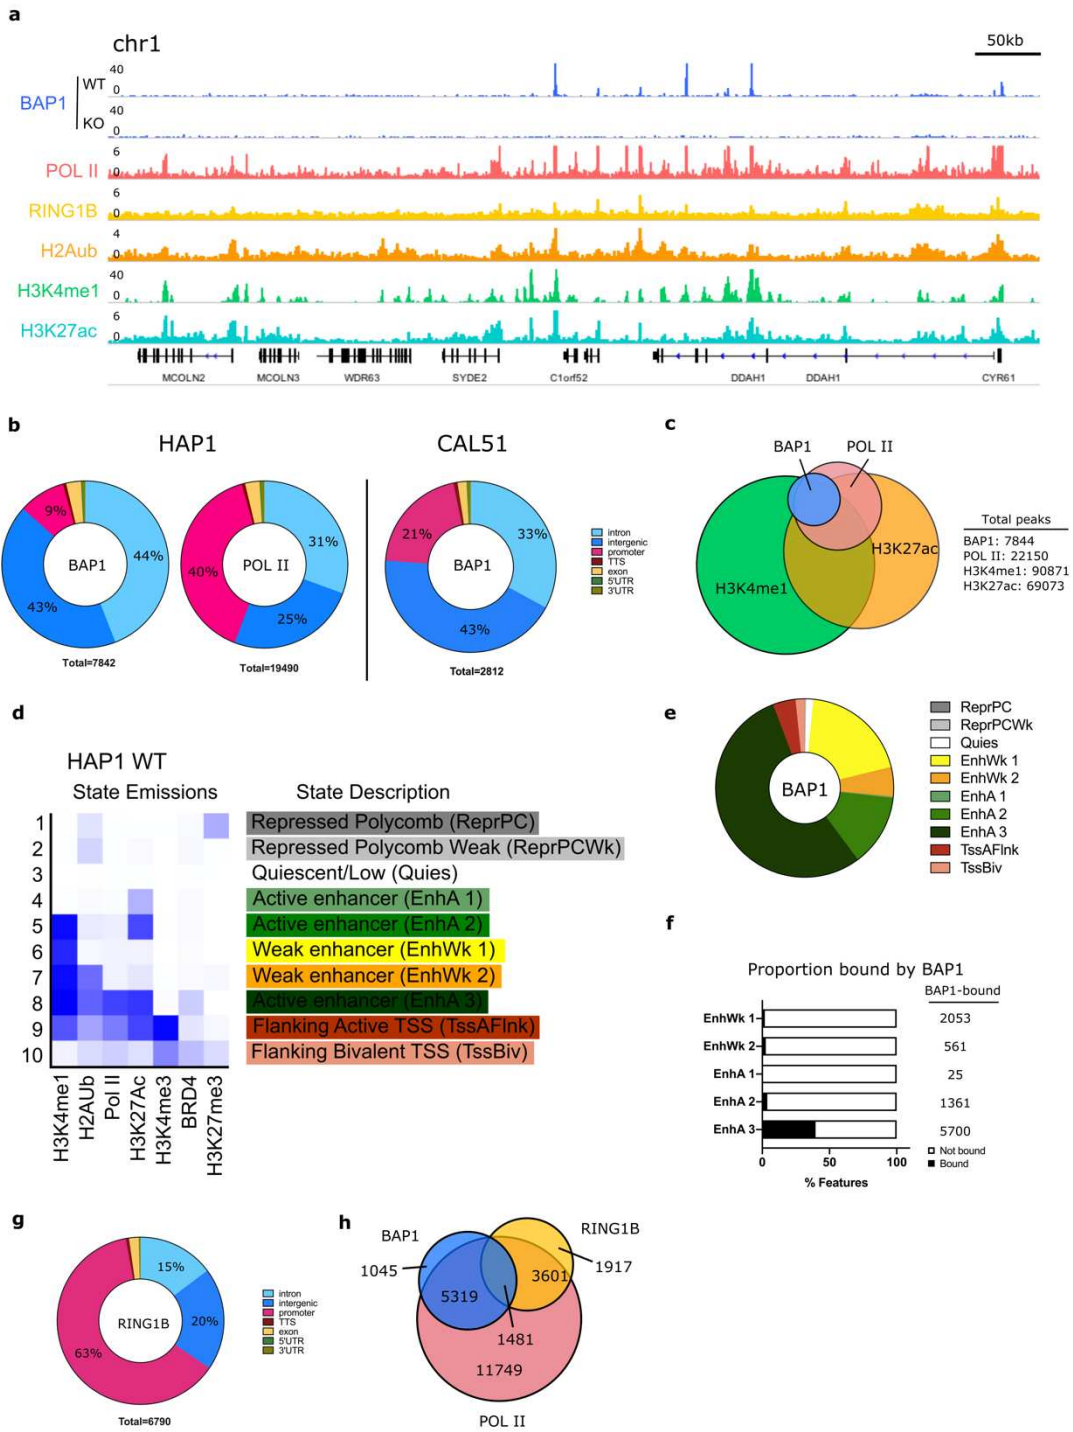 a
chr1
50kb
BAP1
WT
40
0
KO
40
0
POL II
6
0
RING1B
6
0
H2Aub
4
0
H3K4me1
40
0
H3K27ac
6
0
MCOLN2 MCOLN3 WDR63 SYDE2 C1orf52 DDAH1 DDAH1 CYR61
b
HAP1
CAL51
9%
44%
43%
BAP1
Total=7842
40%
31%
25%
POL II
Total=19490
21%
33%
43%
BAP1
Total=2812
intron
intergenic
promoter
TTS
exon
5'UTR
3'UTR
c
BAP1
POL II
H3K4me1
H3K27ac
Total peaks
BAP1: 7844
POL II: 22150
H3K4me1: 90871
H3K27ac: 69073
d
HAP1 WT
State Emissions
State Description
1 Repressed Polycomb (ReprPC)
2 Repressed Polycomb Weak (ReprPCWk)
3 Quiescent/Low (Quies)
4 Active enhancer (EnhA 1)
5 Active enhancer (EnhA 2)
6 Weak enhancer (EnhWk 1)
7 Weak enhancer (EnhWk 2)
8 Active enhancer (EnhA 3)
9 Flanking Active TSS (TssAFlnk)
10 Flanking Bivalent TSS (TssBiv)
H3K4me1
H2AUb
Pol II
H3K27Ac
H3K4me3
BRD4
H3K27me3
e
BAP1
ReprPC
ReprPCWk
Quies
EnhWk 1
EnhWk 2
EnhA 1
EnhA 2
EnhA 3
TssAFlnk
TssBiv
f
Proportion bound by BAP1
BAP1-bound
EnhWk 1 2053
EnhWk 2 561
EnhA 1 25
EnhA 2 1361
EnhA 3 5700
0 50 100
% Features
Not bound
Bound
g
15%
20%
63%
RING1B
Total=6790
intron
intergenic
promoter
TTS
exon
5'UTR
3'UTR
h
BAP1
RING1B
1045
1917
3601
5319
1481
11749
POL II